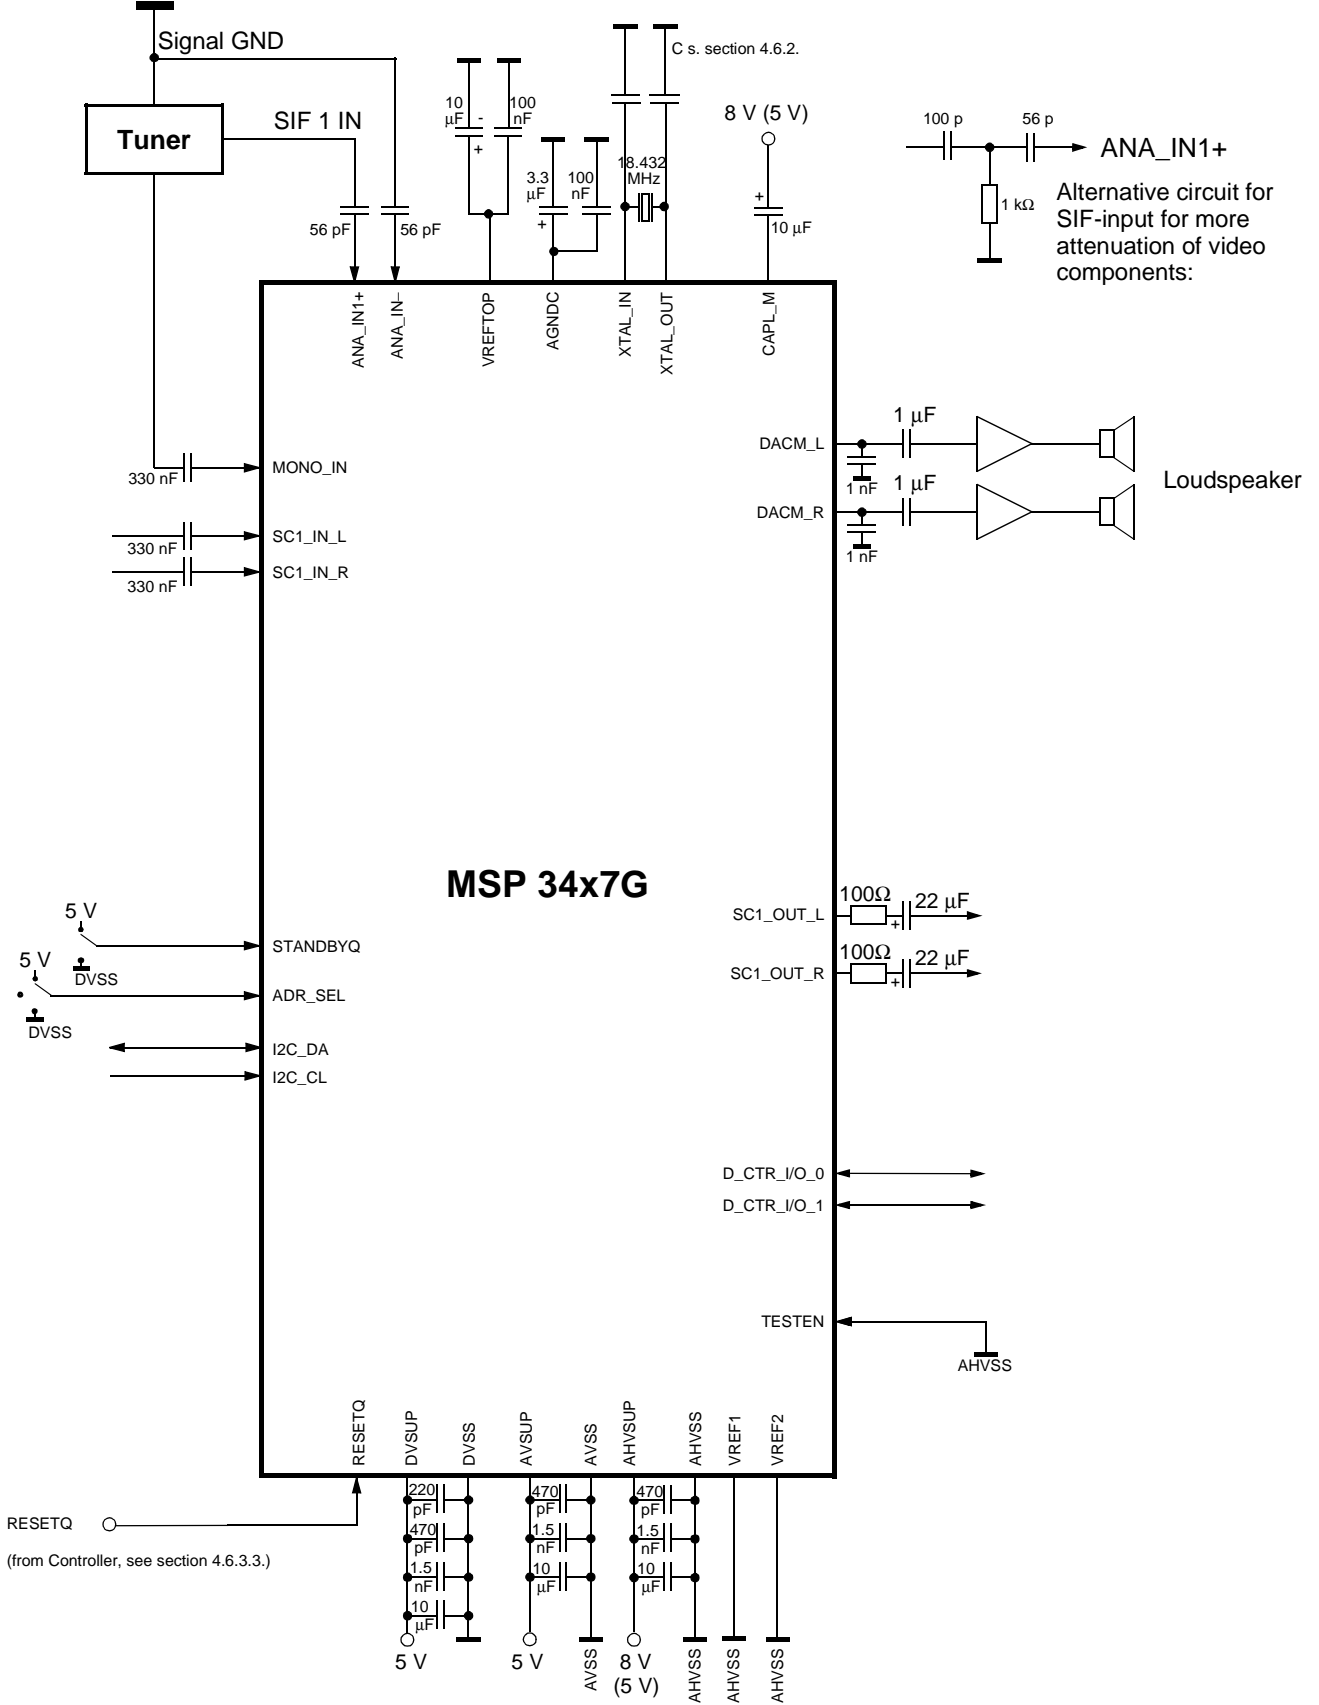 Signal GND
C s. section 4.6.2.
Tuner
SIF 1 IN
10
µF
-
+
100
nF
3.3
µF
+
100
nF
18.432
MHz
8 V (5 V)
+
10 µF
100 p
56 p
ANA_IN1+
1 kΩ
Alternative circuit for
SIF-input for more
attenuation of video
components:
56 pF
56 pF
ANA_IN1+
ANA_IN−
VREFTOP
AGNDC
XTAL_IN
XTAL_OUT
CAPL_M
330 nF
MONO_IN
330 nF
SC1_IN_L
330 nF
SC1_IN_R
DACM_L
1 µF
1 nF
DACM_R
1 µF
1 nF
Loudspeaker
MSP 34x7G
SC1_OUT_L
100Ω
+
22 µF
SC1_OUT_R
100Ω
+
22 µF
5 V
DVSS
STANDBYQ
5 V
DVSS
ADR_SEL
I2C_DA
I2C_CL
D_CTR_I/O_0
D_CTR_I/O_1
TESTEN
AHVSS
RESETQ
DVSUP
DVSS
AVSUP
AVSS
AHVSUP
AHVSS
VREF1
VREF2
RESETQ
(from Controller, see section 4.6.3.3.)
220
pF
470
pF
1.5
nF
10
µF
470
pF
1.5
nF
10
µF
470
pF
1.5
nF
10
µF
5 V
5 V
AVSS
8 V
(5 V)
AHVSS
AHVSS
AHVSS